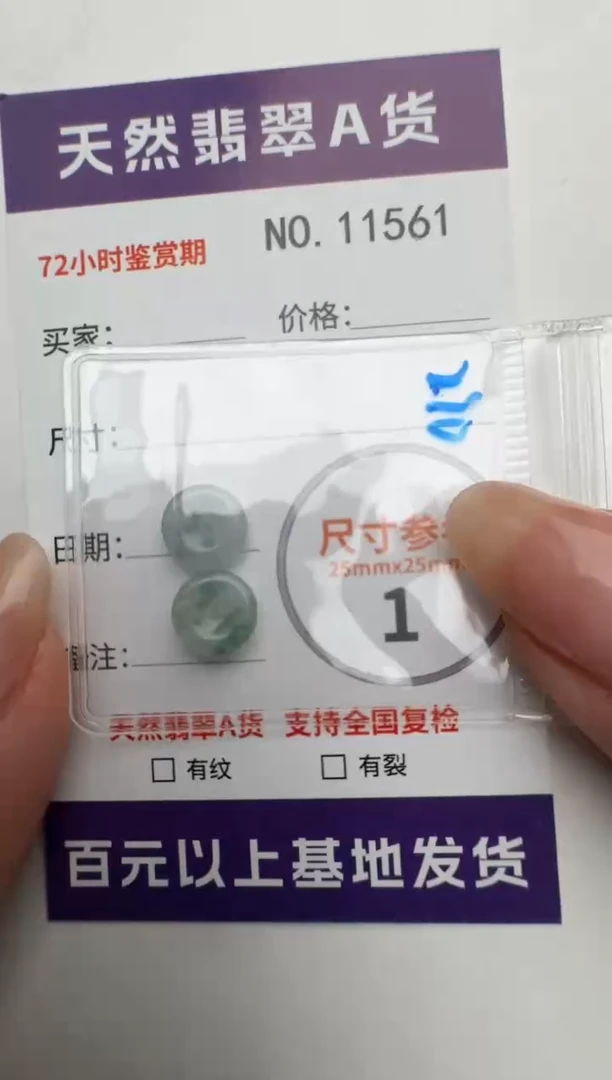 天然翡翠A货
NO.11561
72小时鉴赏期
买家：
价格：
尺寸：
日期：
尺寸参
25mmx25m
1
备注：
天然翡翠A货 支持全国复检
□ 有纹 □ 有裂
百元以上基地发货